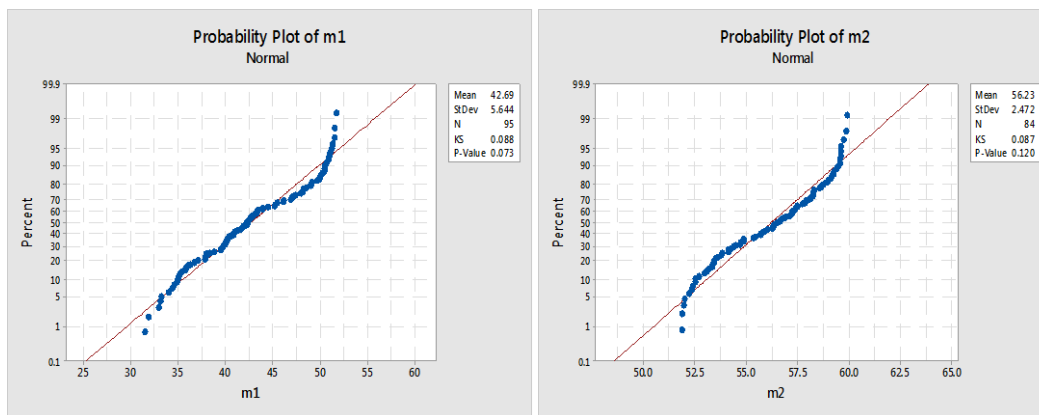 Probability Plot of m1
Normal
99.9
99
95
90
80
70
60
50
40
30
20
10
5
1
0.1
Percent
25 30 35 40 45 50 55 60
m1
Mean 42.69
StDev 5.644
N 95
KS 0.088
P-Value 0.073
Probability Plot of m2
Normal
99.9
99
95
90
80
70
60
50
40
30
20
10
5
1
0.1
Percent
50.0 52.5 55.0 57.5 60.0 62.5 65.0
m2
Mean 56.23
StDev 2.472
N 84
KS 0.087
P-Value 0.120